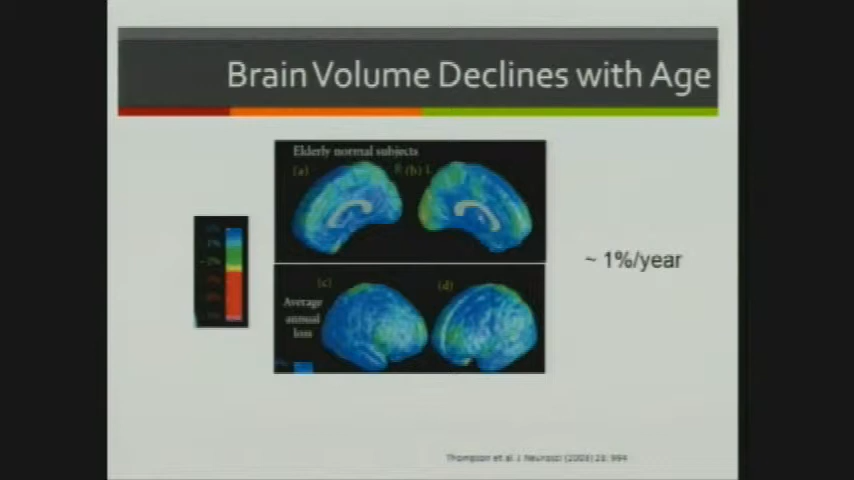 Brain Volume Declines with Age
Elderly normal subjects
(a)
R (b) L
(c)
(d)
Average
annual
loss
~ 1%/year
Thompson et al. J. Neurosci (2003) 23: 994